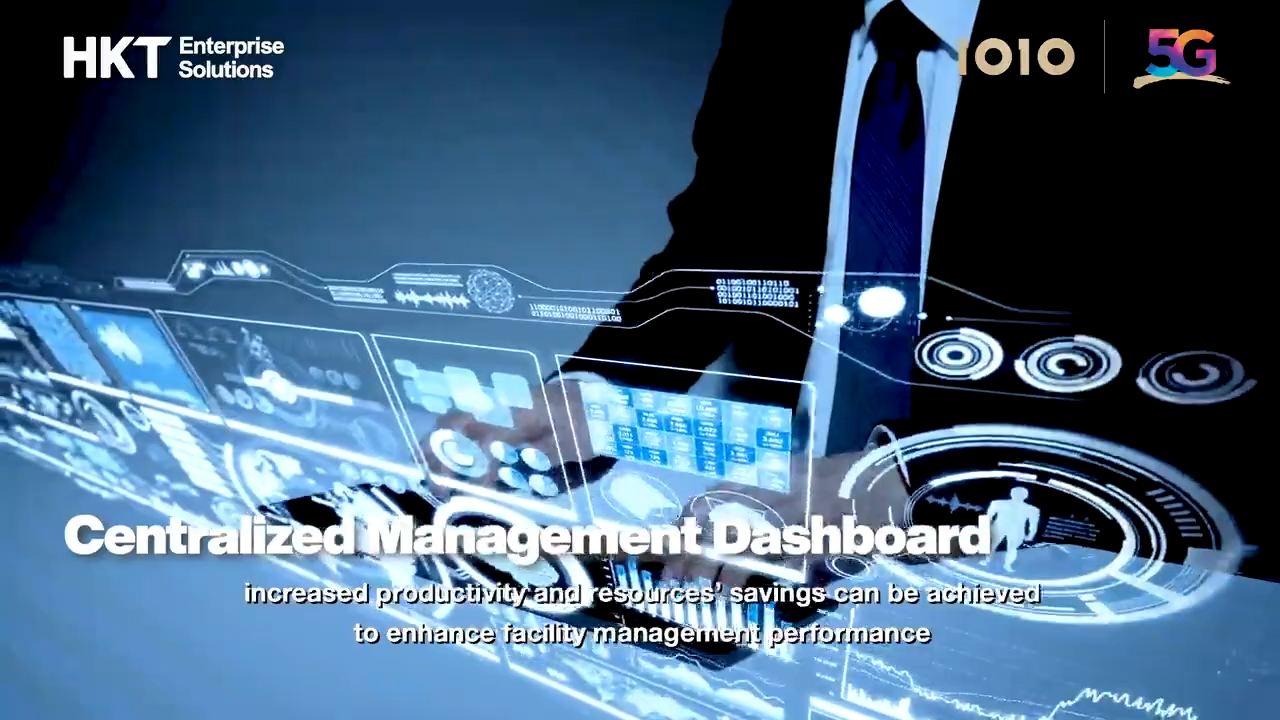 HKT Enterprise
Solutions
1O1O
5G
Centralized Management Dashboard
increased productivity and resources' savings can be achieved
to enhance facility management performance